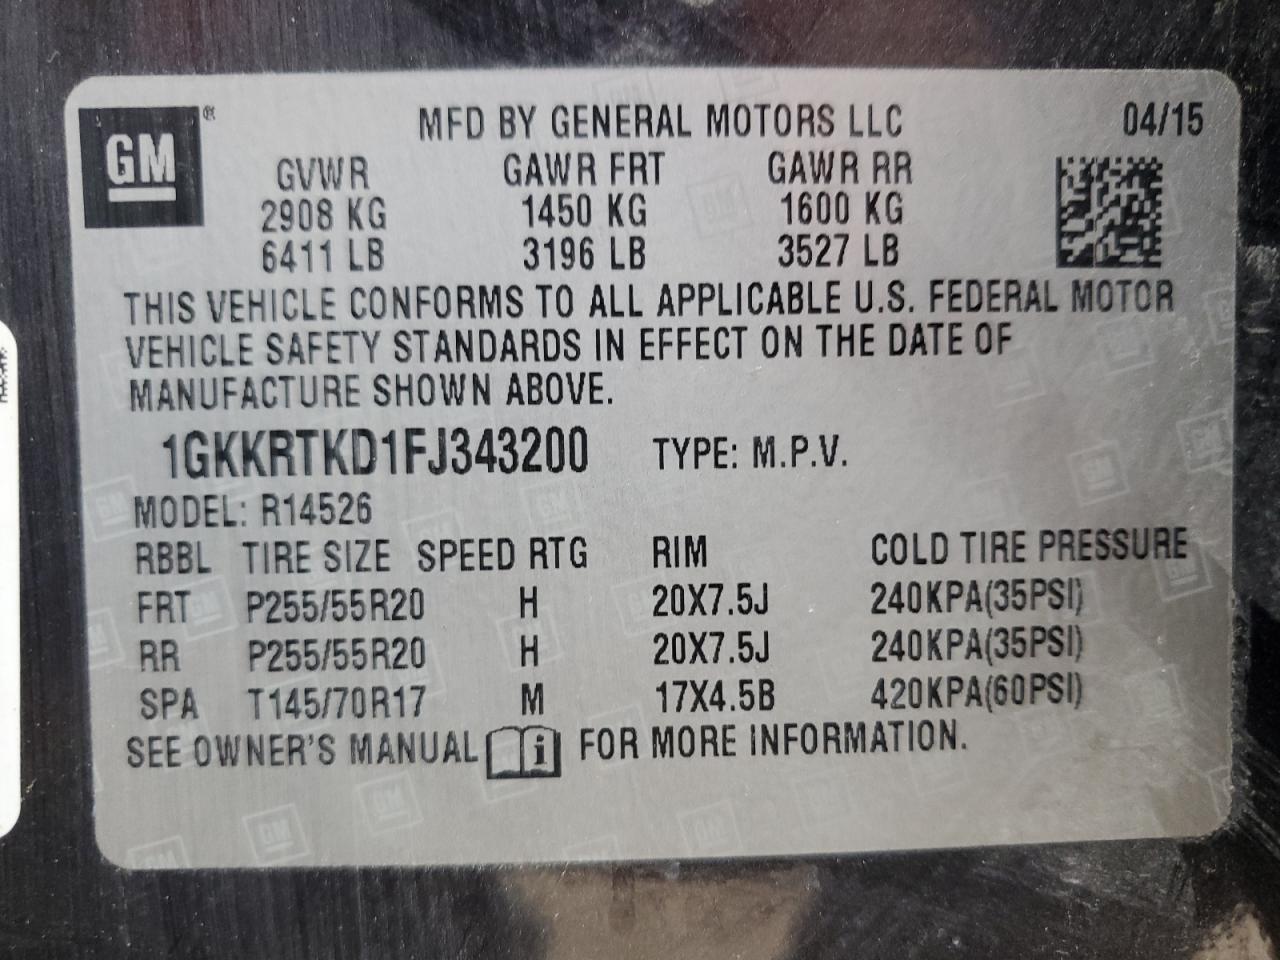 GM ® MFD BY GENERAL MOTORS LLC 04/15
GVWR GAWR FRT GAWR RR
2908 KG 1450 KG 1600 KG
6411 LB 3196 LB 3527 LB
THIS VEHICLE CONFORMS TO ALL APPLICABLE U.S. FEDERAL MOTOR
VEHICLE SAFETY STANDARDS IN EFFECT ON THE DATE OF
MANUFACTURE SHOWN ABOVE.
1GKKRTKD1FJ343200 TYPE: M.P.V.
MODEL: R14526
RBBL TIRE SIZE SPEED RTG RIM COLD TIRE PRESSURE
FRT P255/55R20 H 20X7.5J 240KPA(35PSI)
RR P255/55R20 H 20X7.5J 240KPA(35PSI)
SPA T145/70R17 M 17X4.5B 420KPA(60PSI)
SEE OWNER'S MANUAL i FOR MORE INFORMATION.